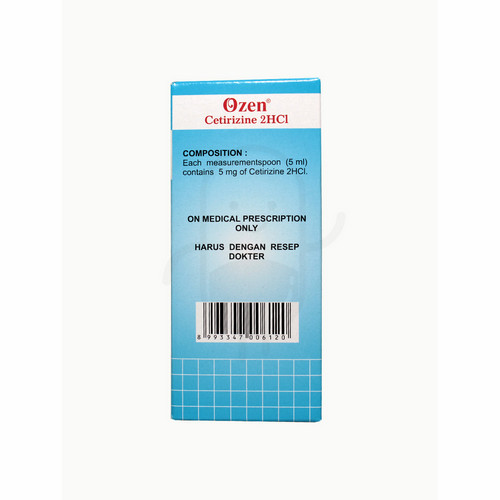 Ozen®
Cetirizine 2HCl
COMPOSITION :
Each measurementspoon (5 ml)
contains 5 mg of Cetirizine 2HCl.
ON MEDICAL PRESCRIPTION
ONLY
HARUS DENGAN RESEP
DOKTER
8 993347 006120